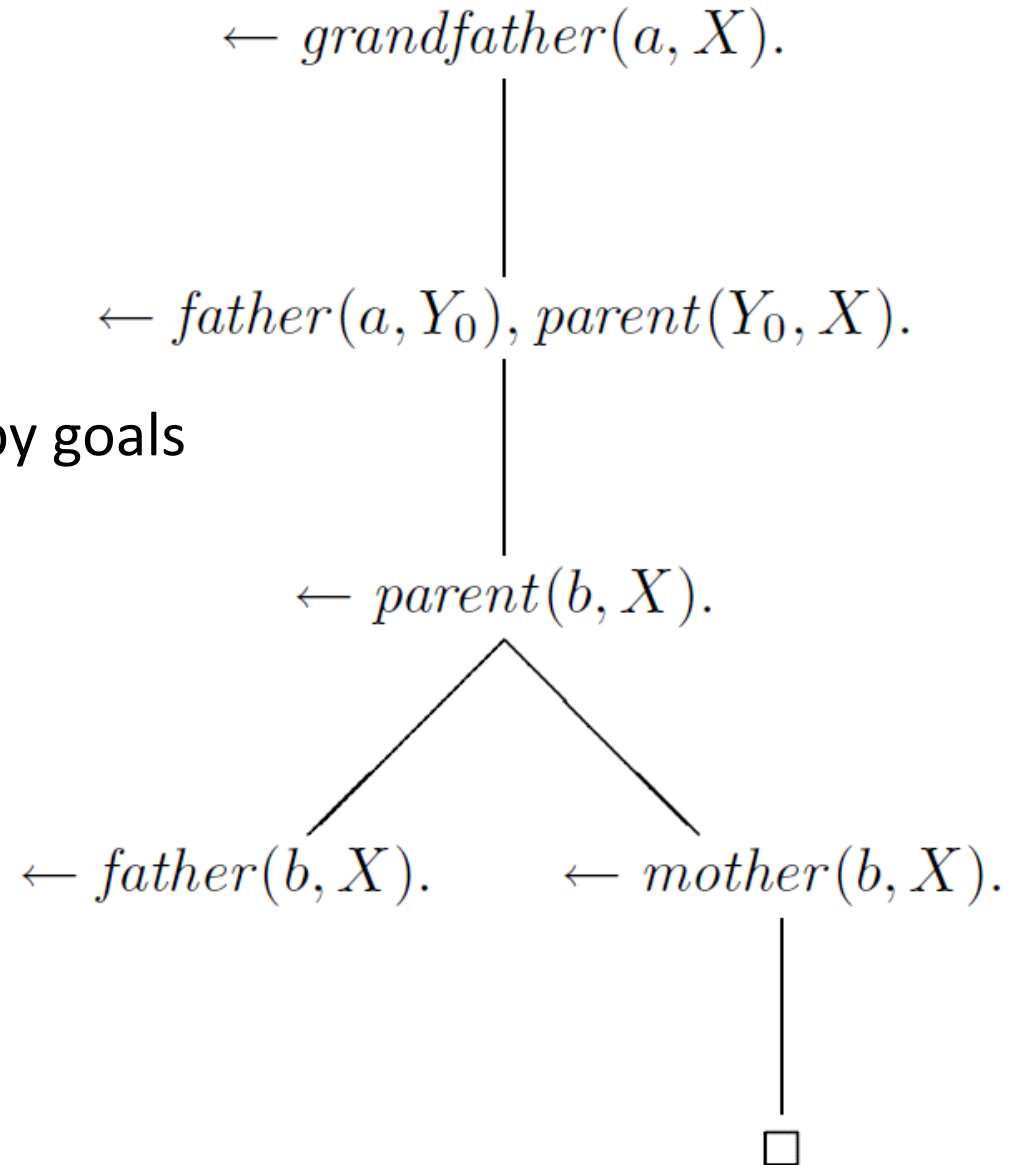 ← grandfather(a, X).
← father(a, Y₀), parent(Y₀, X).
by goals
← parent(b, X).
← father(b, X). ← mother(b, X).
□